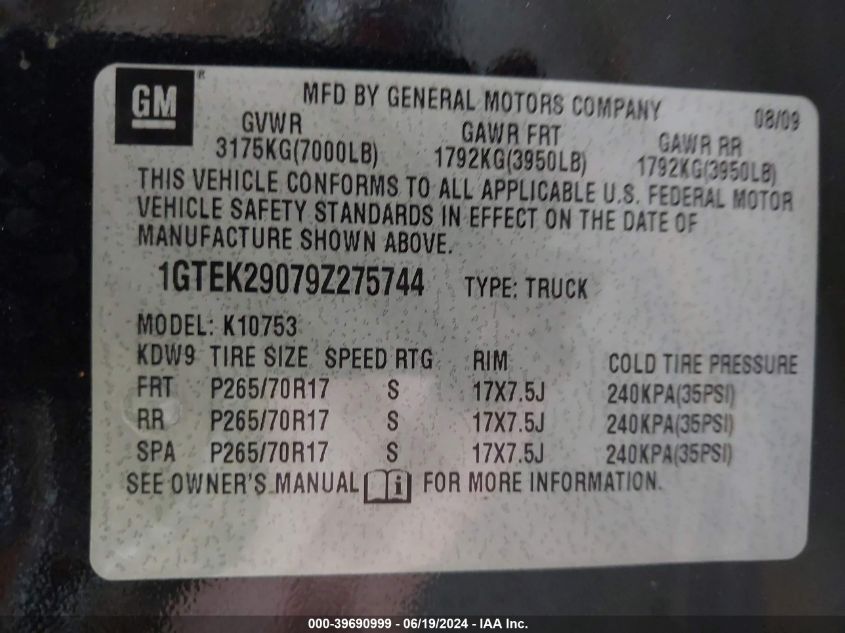 GM ®
MFD BY GENERAL MOTORS COMPANY 08/09
GVWR GAWR FRT GAWR RR
3175KG(7000LB) 1792KG(3950LB) 1792KG(3950LB)
THIS VEHICLE CONFORMS TO ALL APPLICABLE U.S. FEDERAL MOTOR
VEHICLE SAFETY STANDARDS IN EFFECT ON THE DATE OF
MANUFACTURE SHOWN ABOVE.
1GTEK29079Z275744 TYPE: TRUCK
MODEL: K10753
KDW9 TIRE SIZE SPEED RTG RIM COLD TIRE PRESSURE
FRT P265/70R17 S 17X7.5J 240KPA(35PSI)
RR P265/70R17 S 17X7.5J 240KPA(35PSI)
SPA P265/70R17 S 17X7.5J 240KPA(35PSI)
SEE OWNER'S MANUAL i FOR MORE INFORMATION.
000-39690999 - 06/19/2024 - IAA Inc.